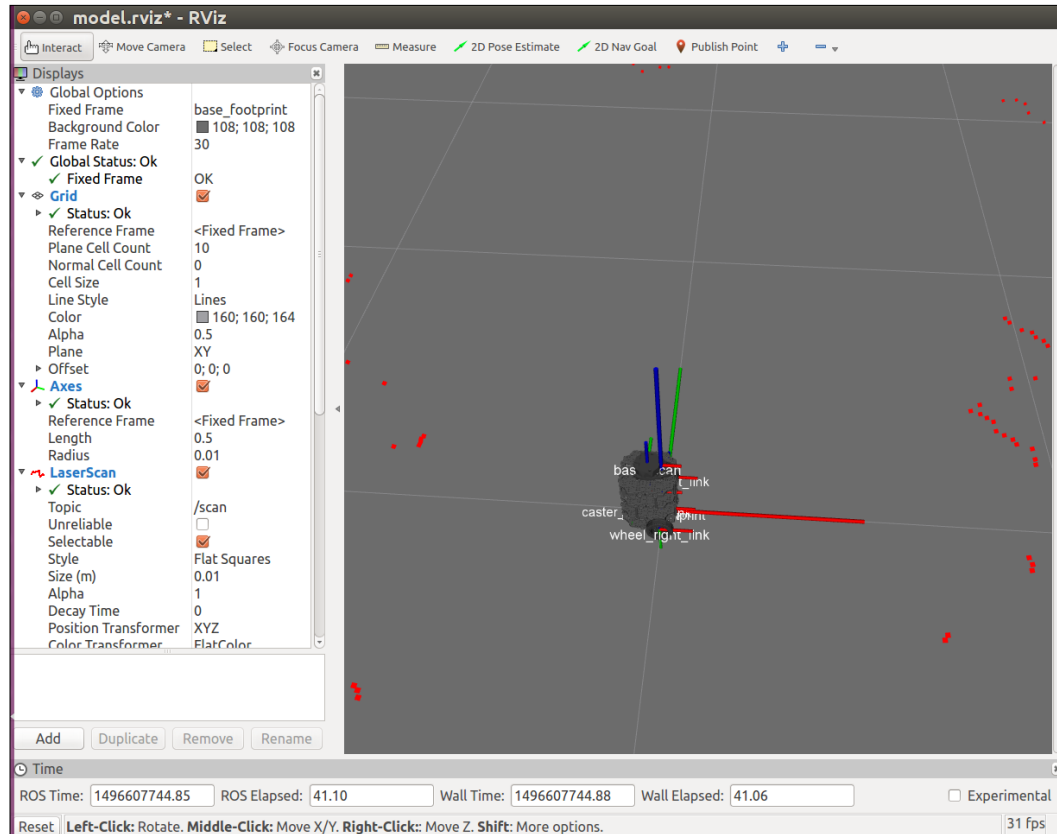 model.rviz* - RViz
Interact Move Camera Select Focus Camera Measure 2D Pose Estimate 2D Nav Goal Publish Point
Displays
Global Options
Fixed Frame base_footprint
Background Color 108; 108; 108
Frame Rate 30
Global Status: Ok
Fixed Frame OK
Grid
Status: Ok
Reference Frame <Fixed Frame>
Plane Cell Count 10
Normal Cell Count 0
Cell Size 1
Line Style Lines
Color 160; 160; 164
Alpha 0.5
Plane XY
Offset 0; 0; 0
Axes
Status: Ok
Reference Frame <Fixed Frame>
Length 0.5
Radius 0.01
LaserScan
Status: Ok
Topic /scan
Unreliable
Selectable
Style Flat Squares
Size (m) 0.01
Alpha 1
Decay Time 0
Position Transformer XYZ
Color Transformer FlatColor
wheel_right_link
Add Duplicate Remove Rename
Time
ROS Time: 1496607744.85 ROS Elapsed: 41.10 Wall Time: 1496607744.88 Wall Elapsed: 41.06 Experimental
Reset Left-Click: Rotate. Middle-Click: Move X/Y. Right-Click:: Move Z. Shift: More options. 31 fps